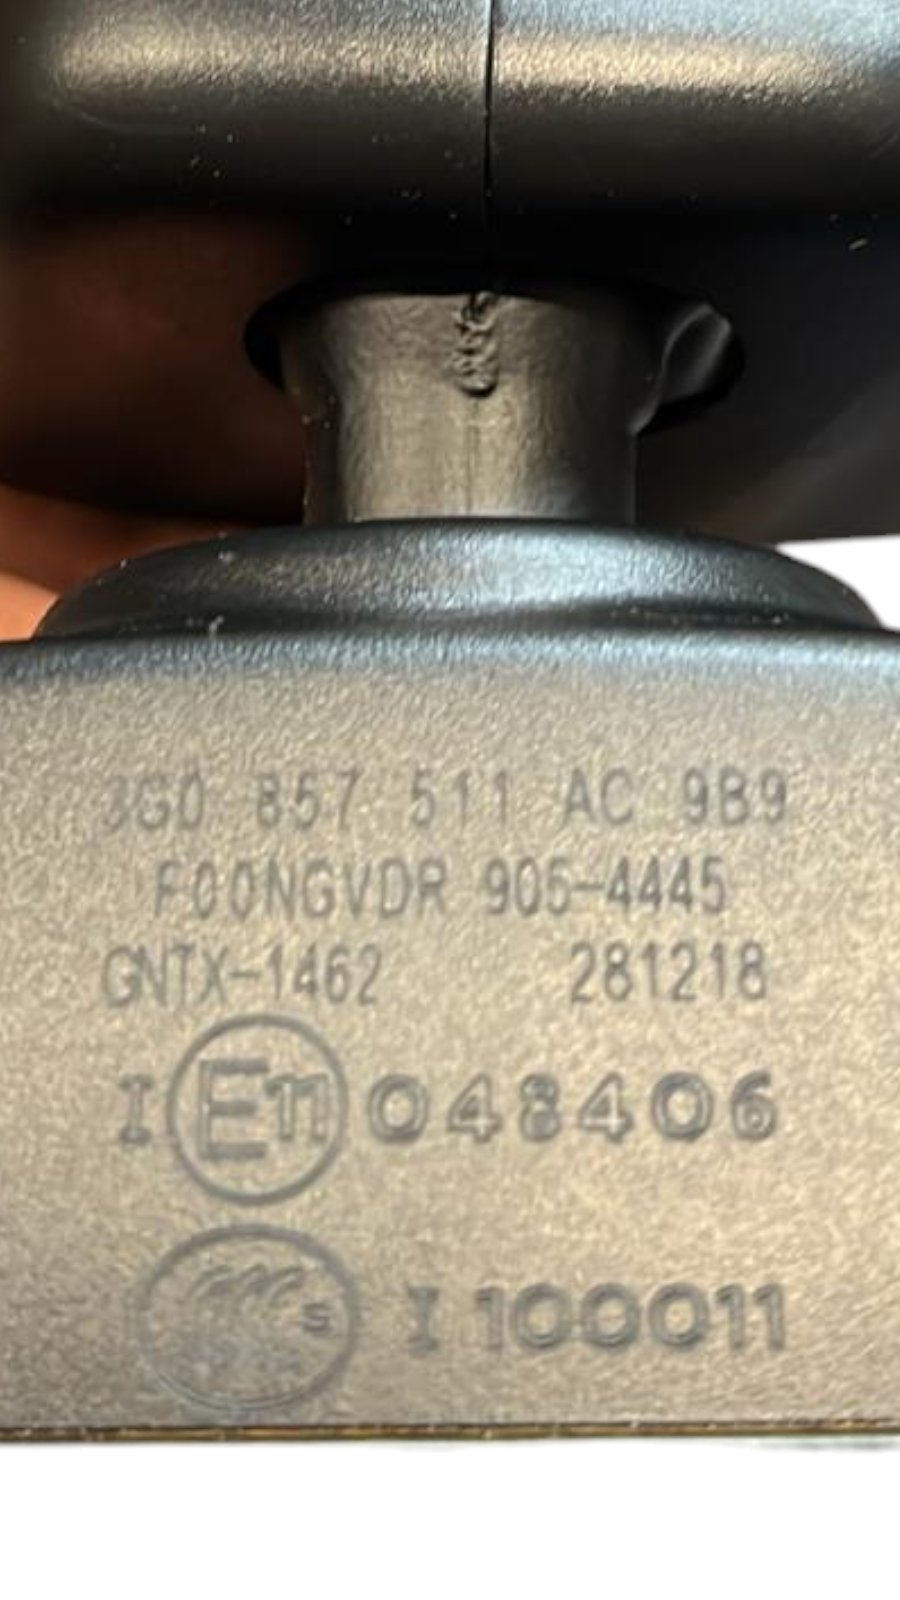 3G0 857 511 AC 9B9
F00NGVDR 905-4445
GNTX-1462 281218
I E11 048406
S I 100011